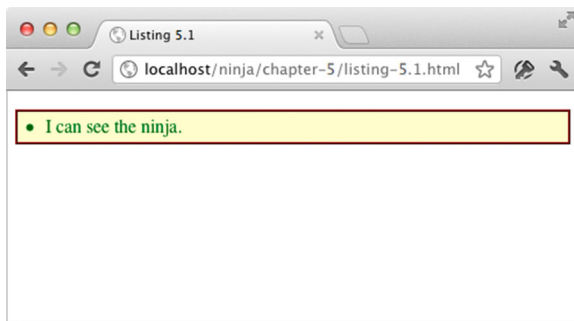 Listing 5.1
localhost/ninja/chapter-5/listing-5.1.html
I can see the ninja.